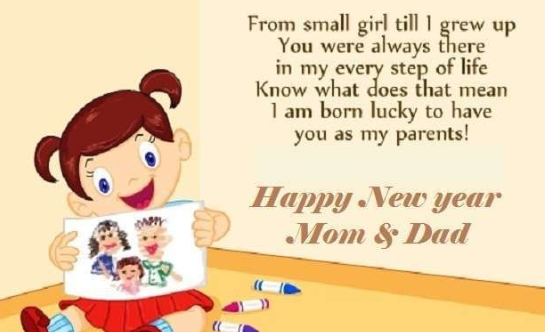 From small girl till I grew up
You were always there
in my every step of life
Know what does that mean
I am born lucky to have
you as my parents!
Happy New year
Mom & Dad